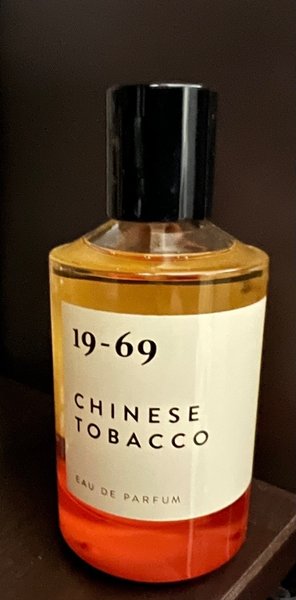 19-69
CHINESE
TOBACCO
EAU DE PARFUM